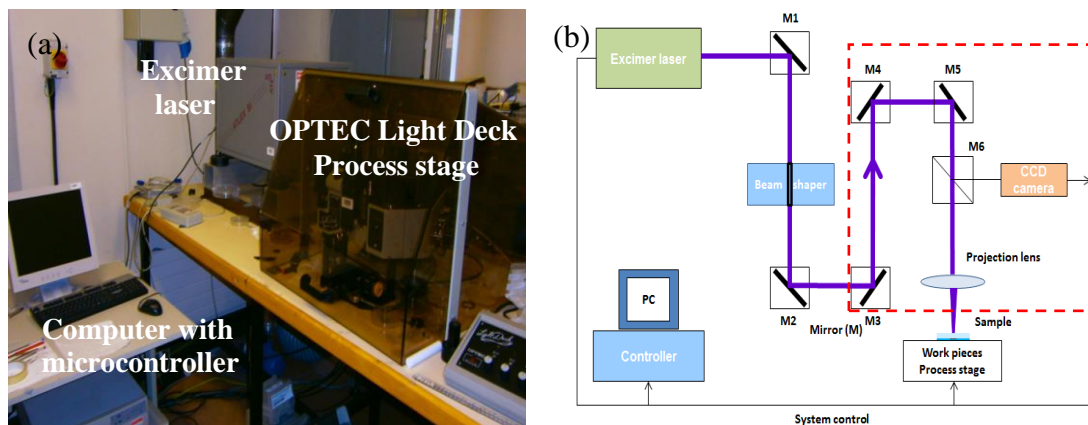 (a)
Excimer
laser
OPTEC Light Deck
Process stage
Computer with
microcontroller
(b)
M1
Excimer laser
M4
M5
M6
CCD
camera
Beam shaper
Projection lens
PC
M2
M3
Mirror (M)
Sample
Controller
Work pieces
Process stage
System control